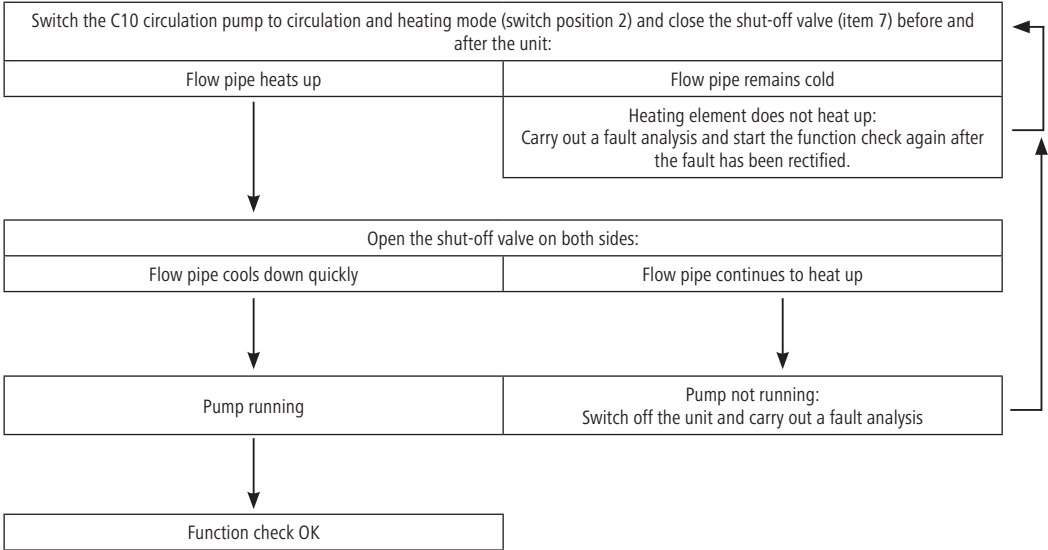 Switch the C10 circulation pump to circulation and heating mode (switch position 2) and close the shut-off valve (item 7) before and
after the unit:
Flow pipe heats up
Flow pipe remains cold
Heating element does not heat up:
Carry out a fault analysis and start the function check again after
the fault has been rectified.
Open the shut-off valve on both sides:
Flow pipe cools down quickly
Flow pipe continues to heat up
Pump running
Pump not running:
Switch off the unit and carry out a fault analysis
Function check OK